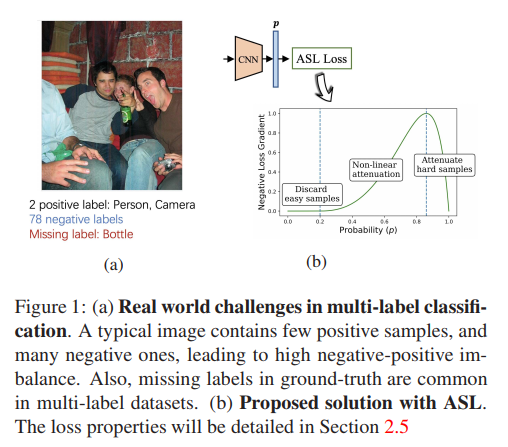 2 positive label: Person, Camera
78 negative labels
Missing label: Bottle
(a)
p
CNN
ASL Loss
Negative Loss Gradient
1.0
0.8
0.6
0.4
0.2
0.0
Discard
easy samples
Non-linear
attenuation
Attenuate
hard samples
0.0 0.2 0.4 0.6 0.8 1.0
Probability (p)
(b)
Figure 1: (a) Real world challenges in multi-label classifi-
cation. A typical image contains few positive samples, and
many negative ones, leading to high negative-positive im-
balance. Also, missing labels in ground-truth are common
in multi-label datasets. (b) Proposed solution with ASL.
The loss properties will be detailed in Section 2.5